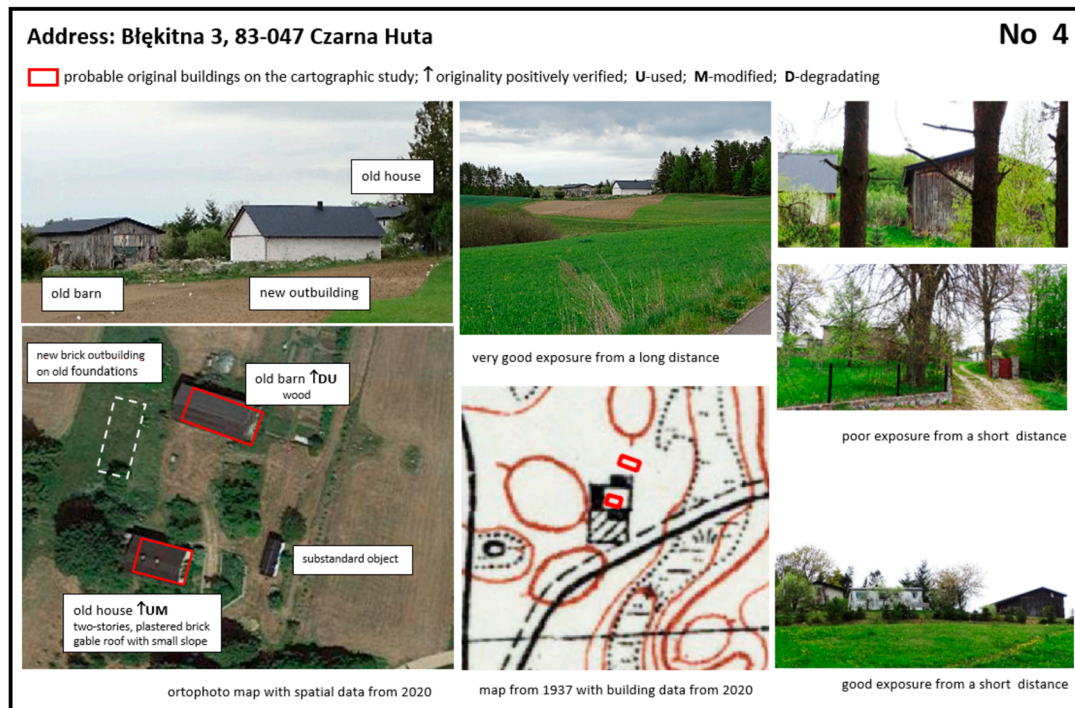 Address: Błękitna 3, 83-047 Czarna Huta
No 4
probable original buildings on the cartographic study; ↑ originality positively verified; U-used; M-modified; D-degradating
old house
old barn
new outbuilding
very good exposure from a long distance
poor exposure from a short distance
new brick outbuilding
on old foundations
old barn ↑DU
wood
substandard object
old house ↑UM
two-stories, plastered brick
gable roof with small slope
ortophoto map with spatial data from 2020
map from 1937 with building data from 2020
good exposure from a short distance